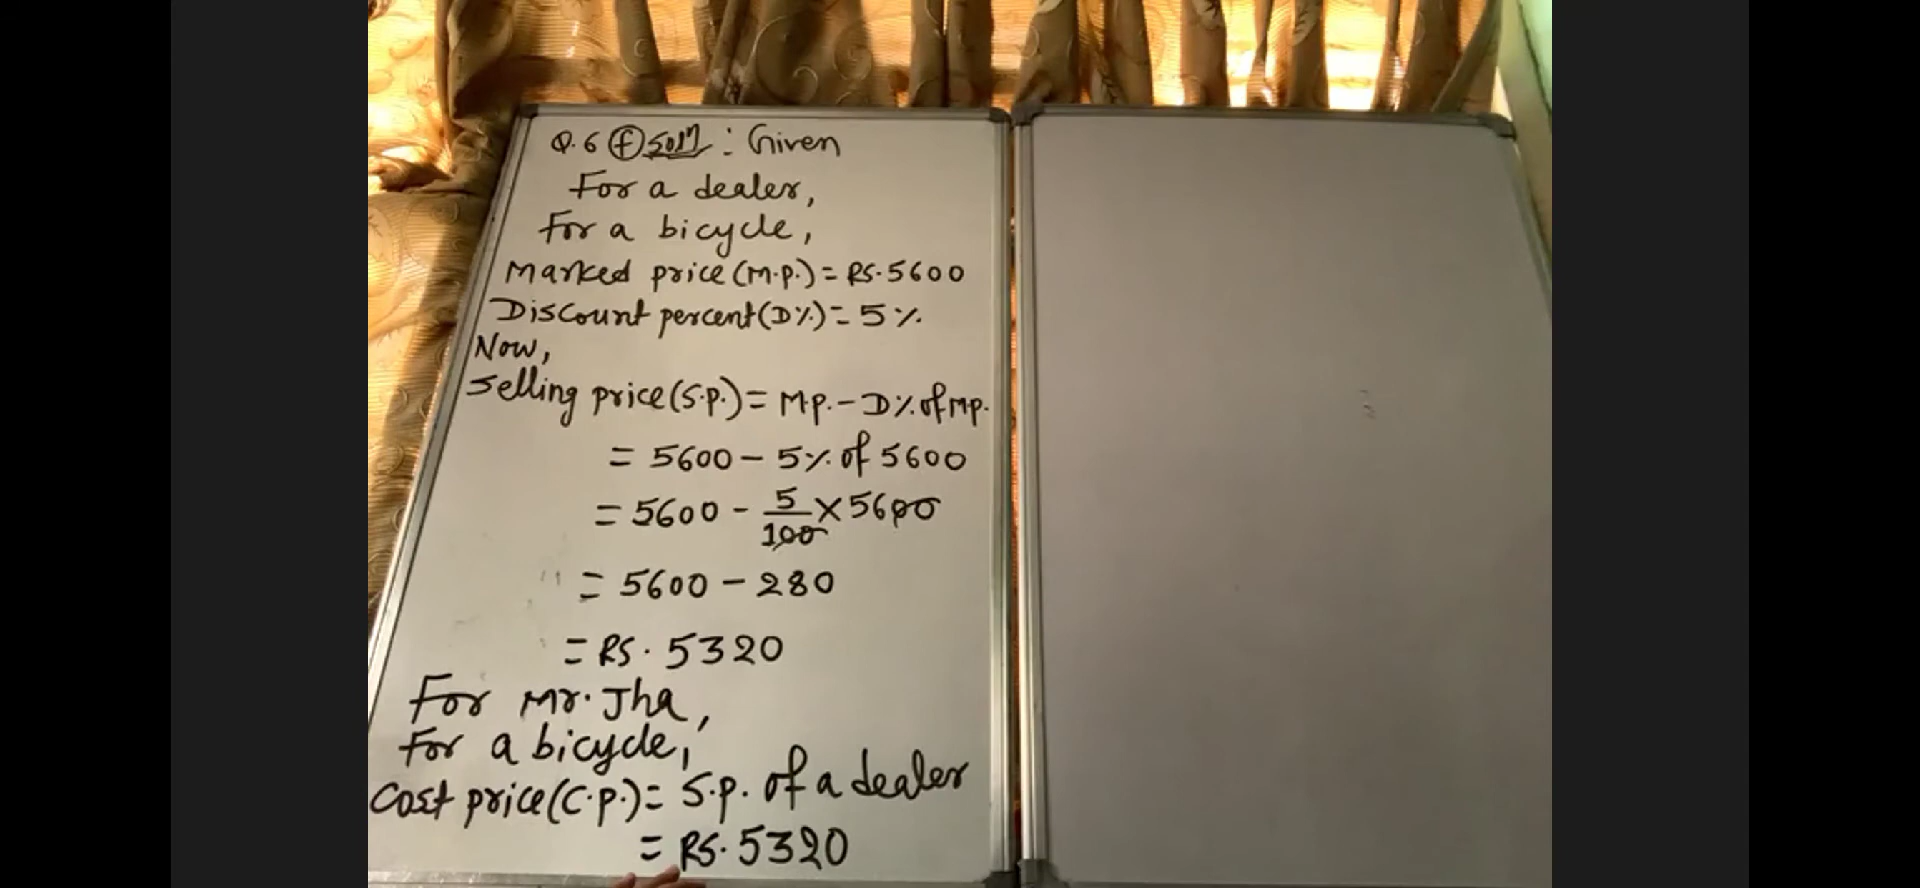 Q.6 (f) Soln : Given
For a dealer,
For a bicycle,
Marked price (M.p.) = RS. 5600
Discount percent (D%) = 5%
Now,
Selling price (S.p.) = M.p. - D% of M.p.
= 5600 - 5% of 5600
= 5600 - 5/100 × 5600
= 5600 - 280
= RS. 5320
For Mr. Jha,
For a bicycle,
Cost price (C.p.) = S.p. of a dealer
= RS. 5320